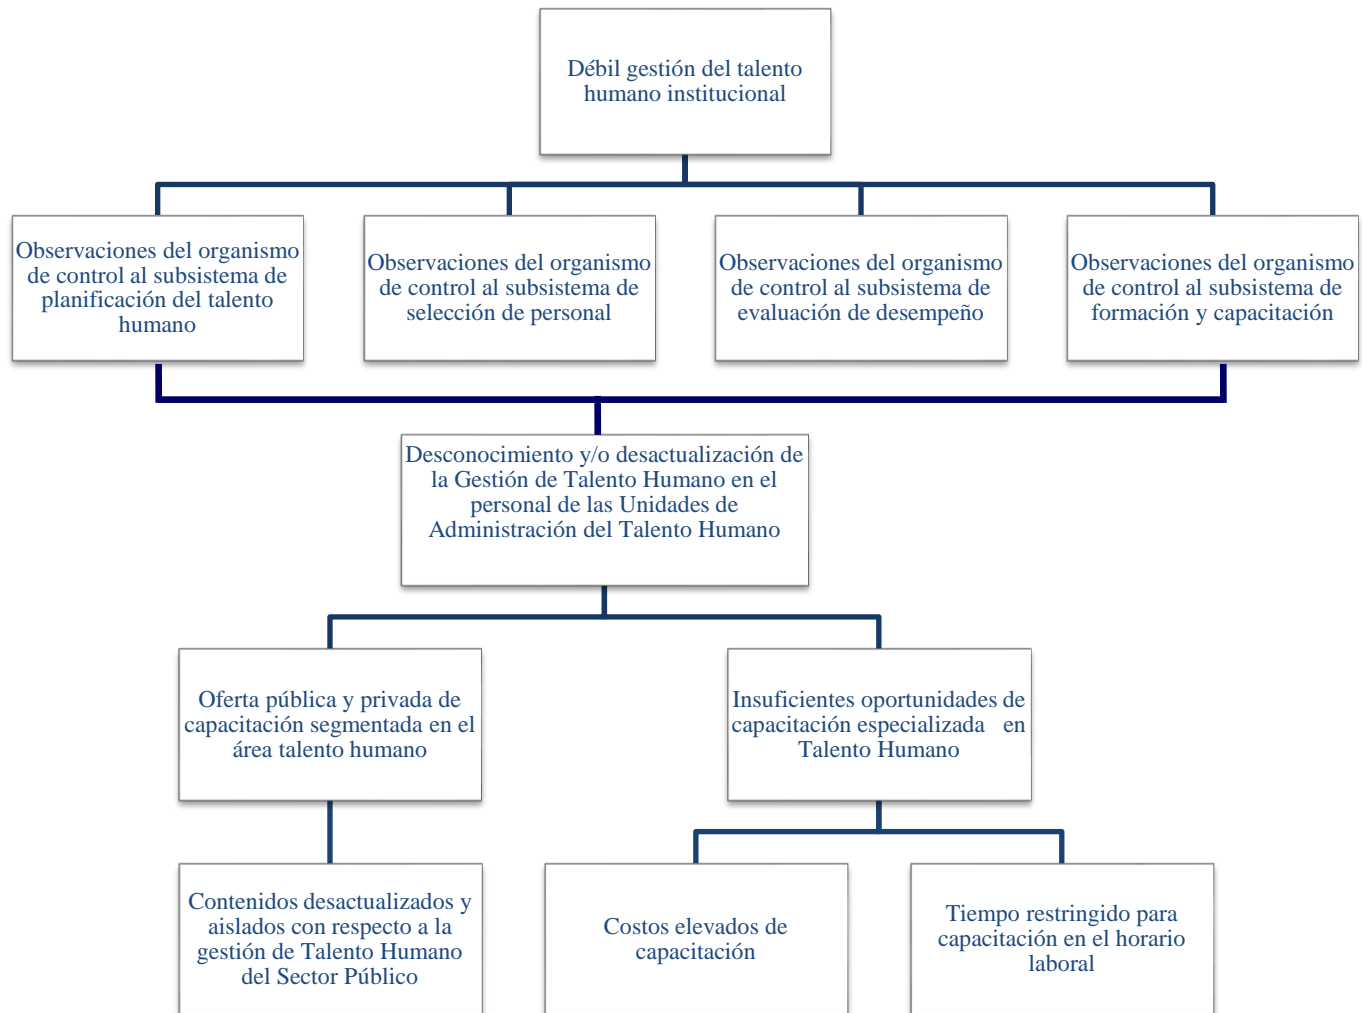 Débil gestión del talento
humano institucional
Observaciones del organismo
de control al subsistema de
planificación del talento
humano
Observaciones del organismo
de control al subsistema de
selección de personal
Observaciones del organismo
de control al subsistema de
evaluación de desempeño
Observaciones del organismo
de control al subsistema de
formación y capacitación
Desconocimiento y/o desactualización de
la Gestión de Talento Humano en el
personal de las Unidades de
Administración del Talento Humano
Oferta pública y privada de
capacitación segmentada en el
área talento humano
Insuficientes oportunidades de
capacitación especializada en
Talento Humano
Contenidos desactualizados y
aislados con respecto a la
gestión de Talento Humano
del Sector Público
Costos elevados de
capacitación
Tiempo restringido para
capacitación en el horario
laboral